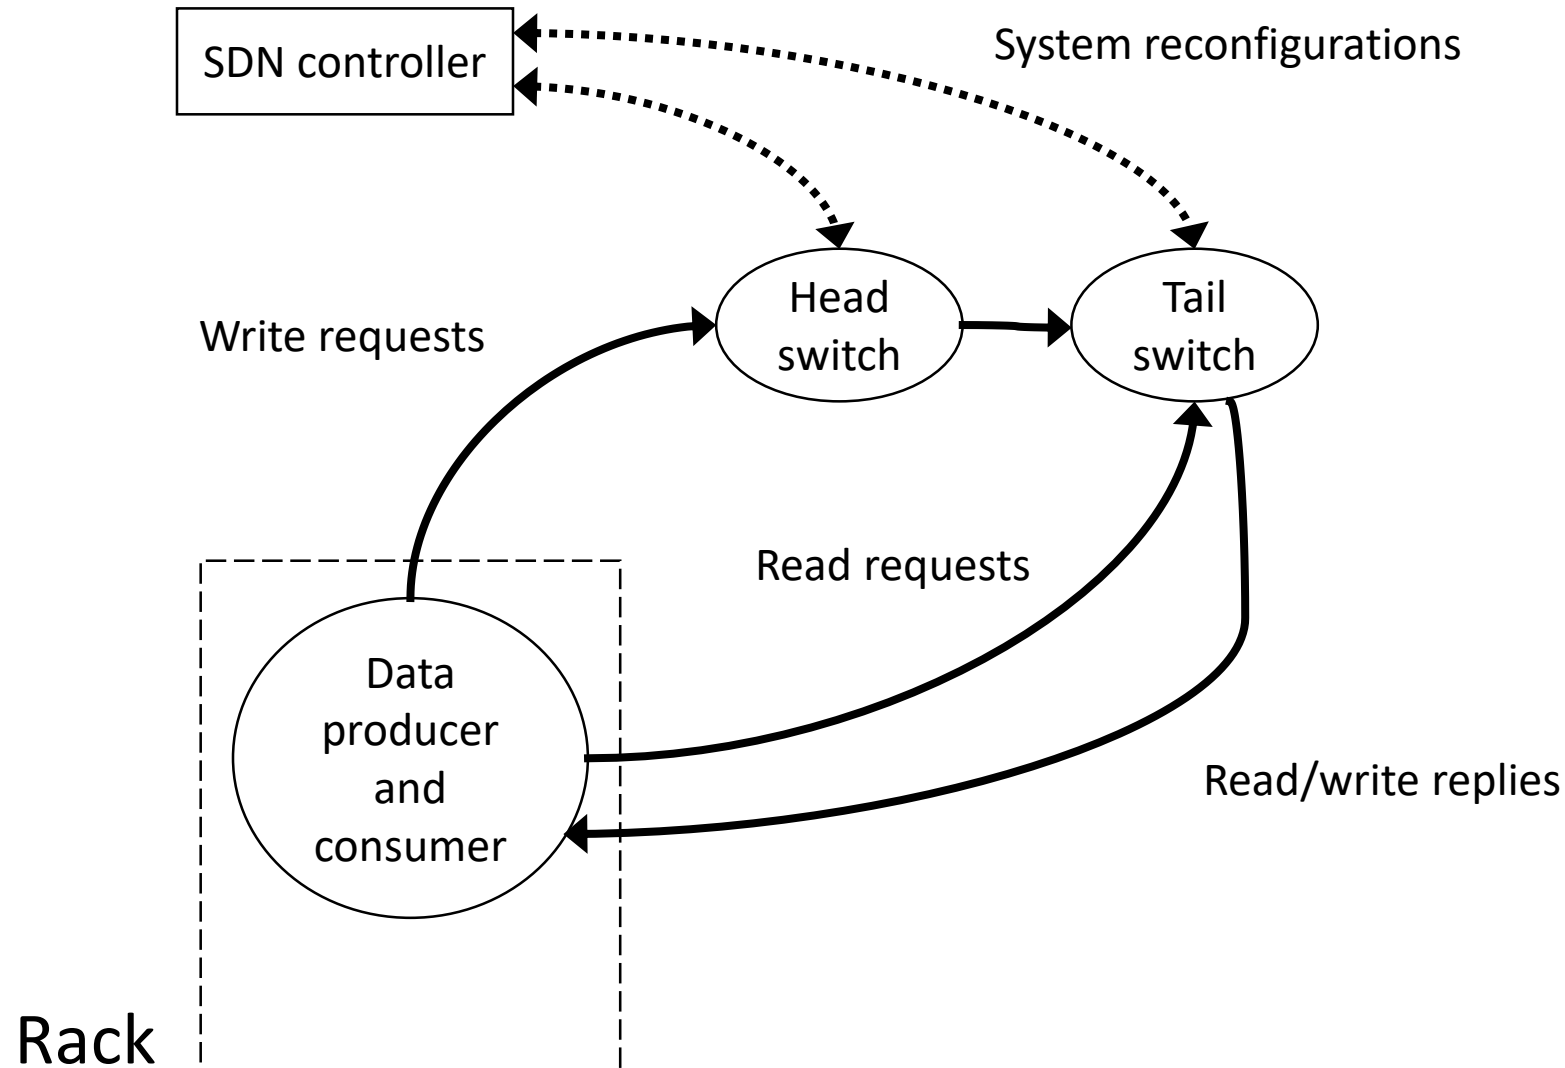 SDN controller
System reconfigurations
Head
switch
Tail
switch
Write requests
Read requests
Data
producer
and
consumer
Read/write replies
Rack